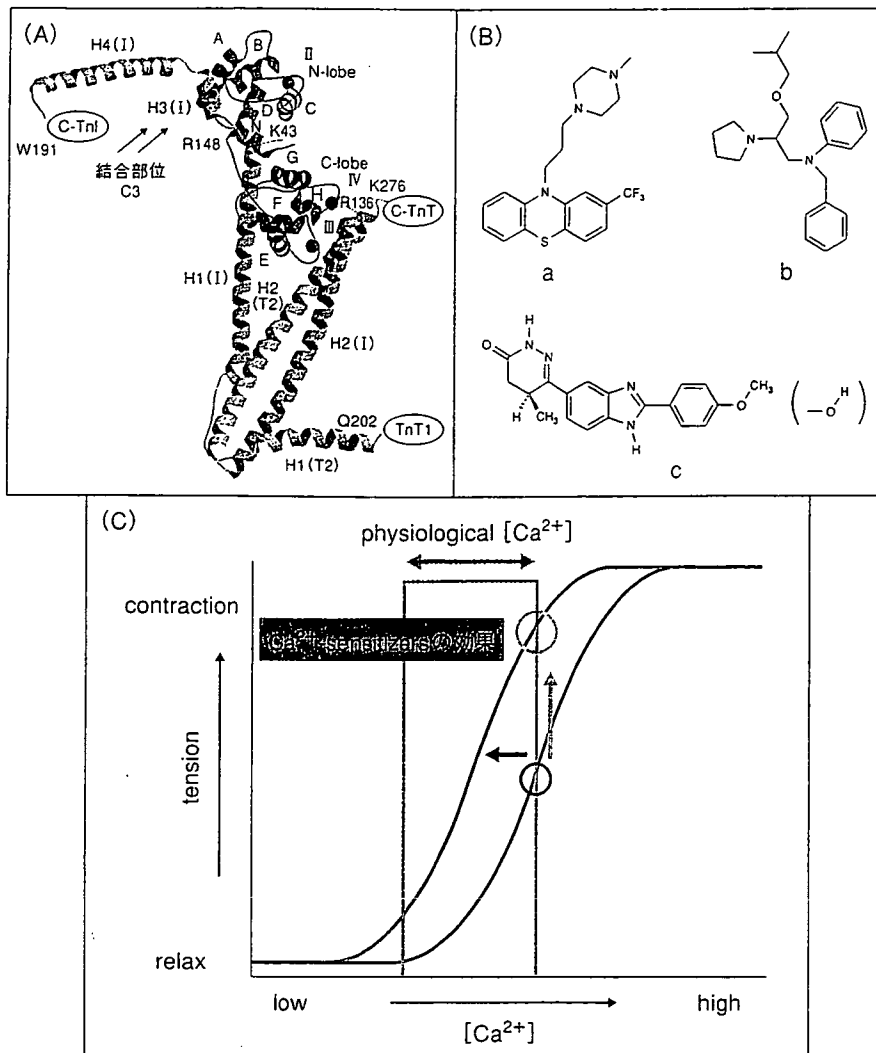 (A)
H4(I)
A
B
II
N-lobe
H3(I)
D
C
C-TnI
N
K43
W191
R148
結合部位
C3
G
C-lobe
IV
K276
F
H
R136
C-TnT
III
E
H1(I)
H2
(T2)
H2(I)
Q202
TnT1
H1(T2)
(B)
CH₃
N
N
N
CF₃
S
a
O
N
N
b
H
N
O
N
H
CH₃
N
N
H
O
CH₃
( —O H )
c
(C)
physiological [Ca²⁺]
contraction
Ca²⁺-sensitizersの効果
tension
relax
low
high
[Ca²⁺]